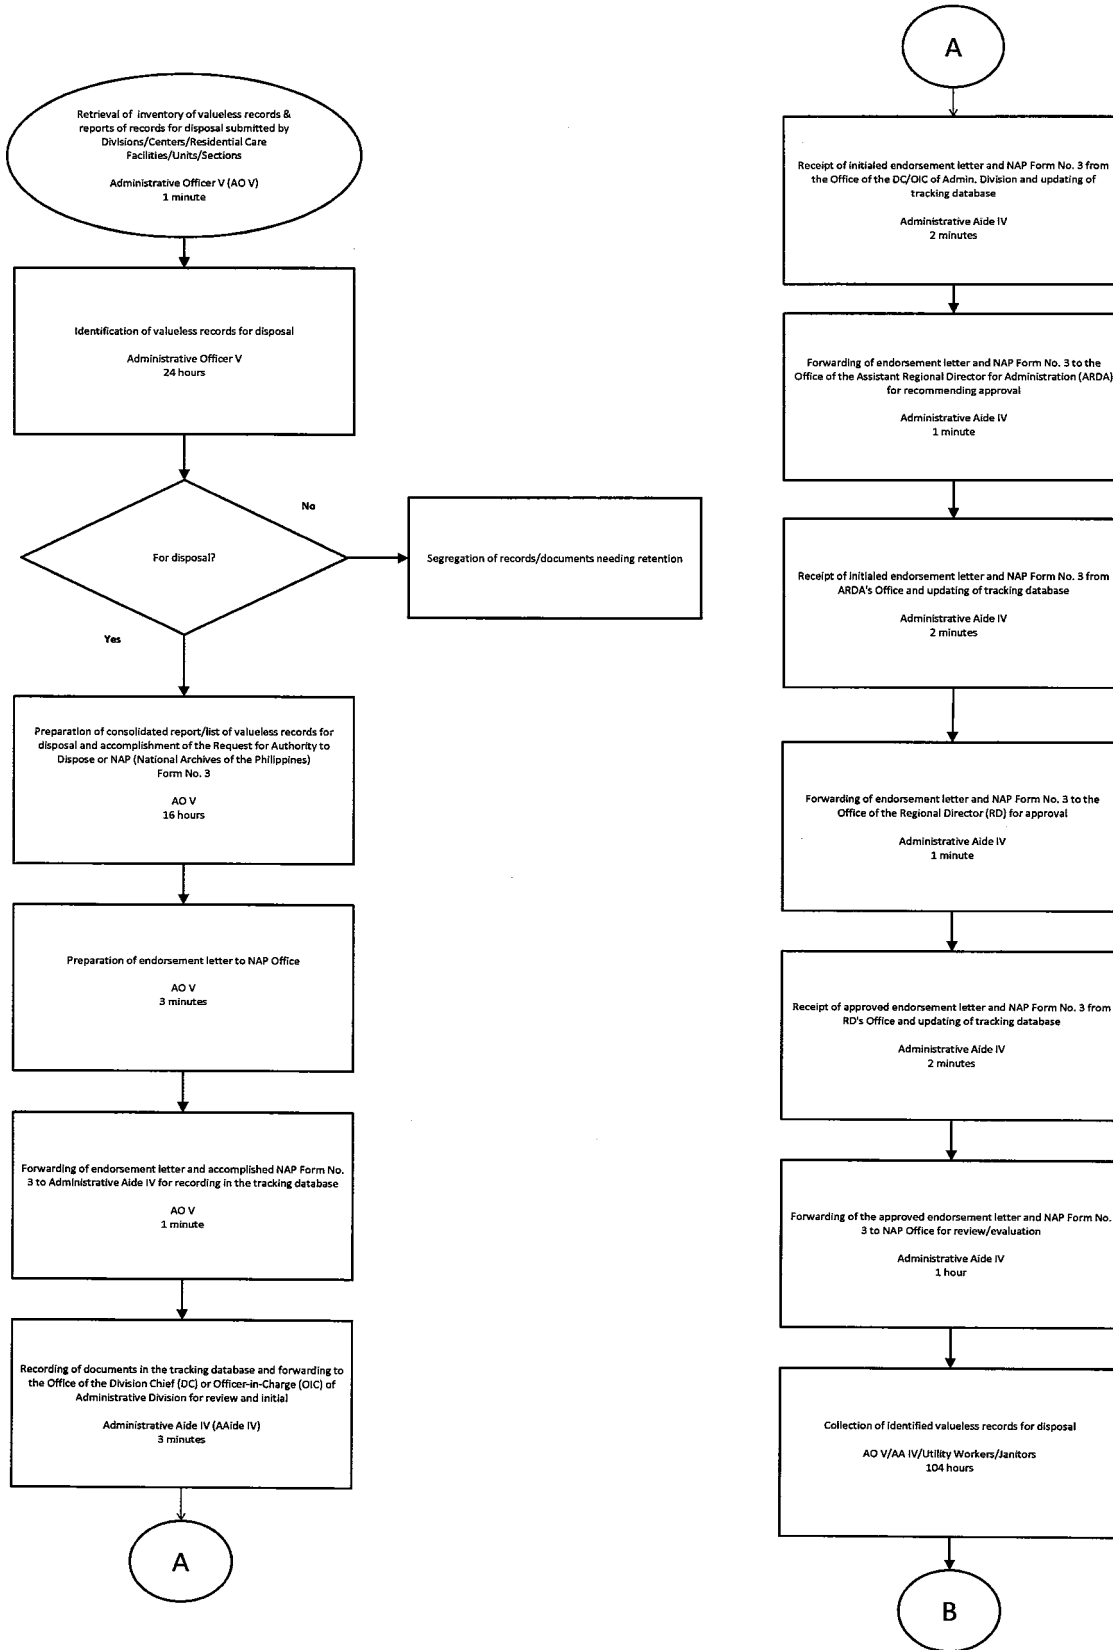 Retrieval of inventory of valueless records &
reports of records for disposal submitted by
Divisions/Centers/Residential Care
Facilities/Units/Sections
Administrative Officer V (AO V)
1 minute
Identification of valueless records for disposal
Administrative Officer V
24 hours
For disposal?
No
Segregation of records/documents needing retention
Yes
Preparation of consolidated report/list of valueless records for
disposal and accomplishment of the Request for Authority to
Dispose or NAP (National Archives of the Philippines)
Form No. 3
AO V
16 hours
Preparation of endorsement letter to NAP Office
AO V
3 minutes
Forwarding of endorsement letter and accomplished NAP Form No.
3 to Administrative Aide IV for recording in the tracking database
AO V
1 minute
Recording of documents in the tracking database and forwarding to
the Office of the Division Chief (DC) or Officer-in-Charge (OIC) of
Administrative Division for review and initial
Administrative Aide IV (AAide IV)
3 minutes
A
A
Receipt of initialed endorsement letter and NAP Form No. 3 from
the Office of the DC/OIC of Admin. Division and updating of
tracking database
Administrative Aide IV
2 minutes
Forwarding of endorsement letter and NAP Form No. 3 to the
Office of the Assistant Regional Director for Administration (ARDA)
for recommending approval
Administrative Aide IV
1 minute
Receipt of initialed endorsement letter and NAP Form No. 3 from
ARDA's Office and updating of tracking database
Administrative Aide IV
2 minutes
Forwarding of endorsement letter and NAP Form No. 3 to the
Office of the Regional Director (RD) for approval
Administrative Aide IV
1 minute
Receipt of approved endorsement letter and NAP Form No. 3 from
RD's Office and updating of tracking database
Administrative Aide IV
2 minutes
Forwarding of the approved endorsement letter and NAP Form No.
3 to NAP Office for review/evaluation
Administrative Aide IV
1 hour
Collection of identified valueless records for disposal
AO V/AA IV/Utility Workers/Janitors
104 hours
B